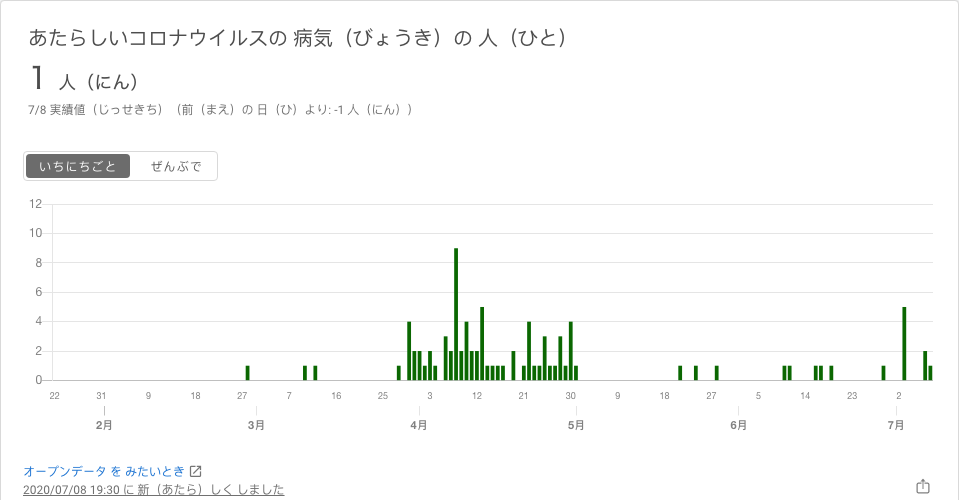 あたらしいコロナウイルスの 病気（びょうき）の 人（ひと）
1 人（にん）
7/8 実績値（じっせきち）（前（まえ）の 日（ひ）より: -1 人（にん））
いちにちごと ぜんぶで
12
10
8
6
4
2
0
22 31 9 18 27 7 16 25 3 12 21 30 9 18 27 5 14 23 2
2月 3月 4月 5月 6月 7月
オープンデータ を みたいとき
2020/07/08 19:30 に 新（あたら）しく しました